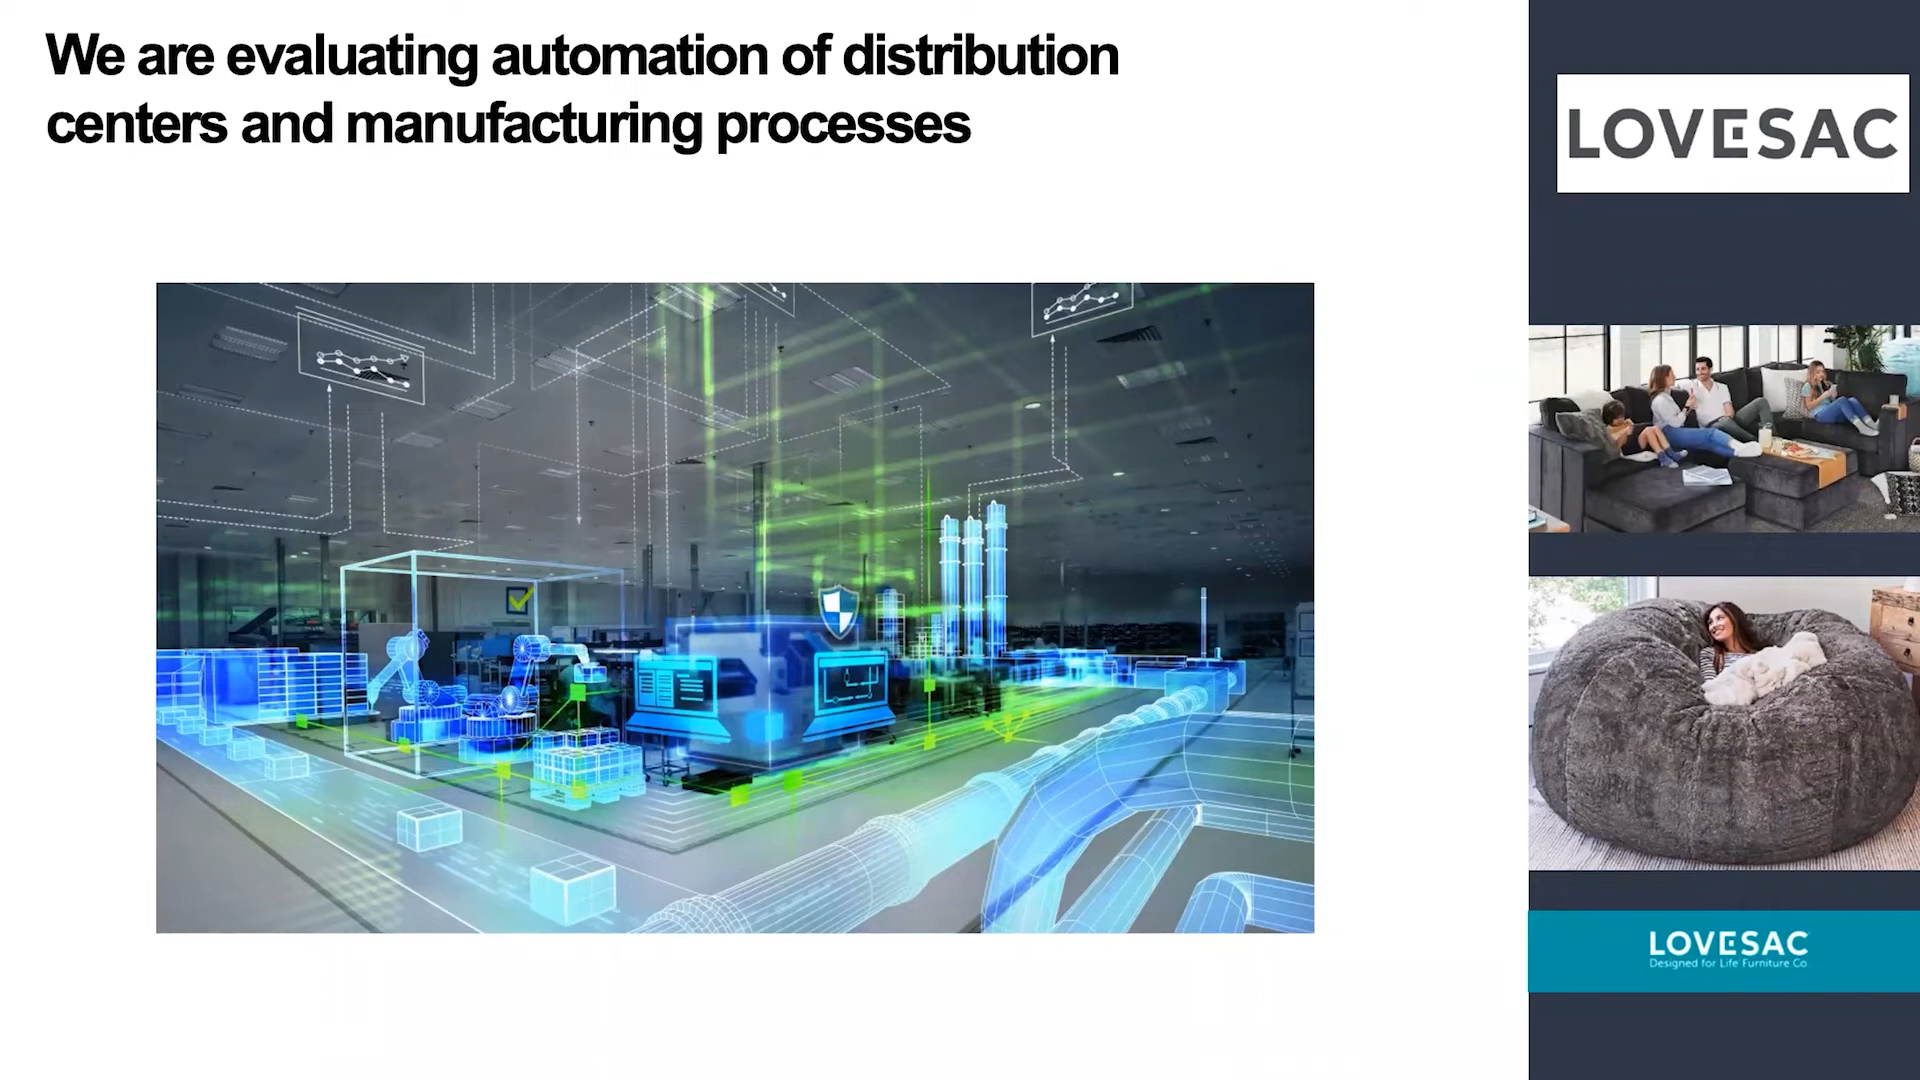 We are evaluating automation of distribution
centers and manufacturing processes
LOVESAC
LOVESAC
Designed for Life Furniture Co